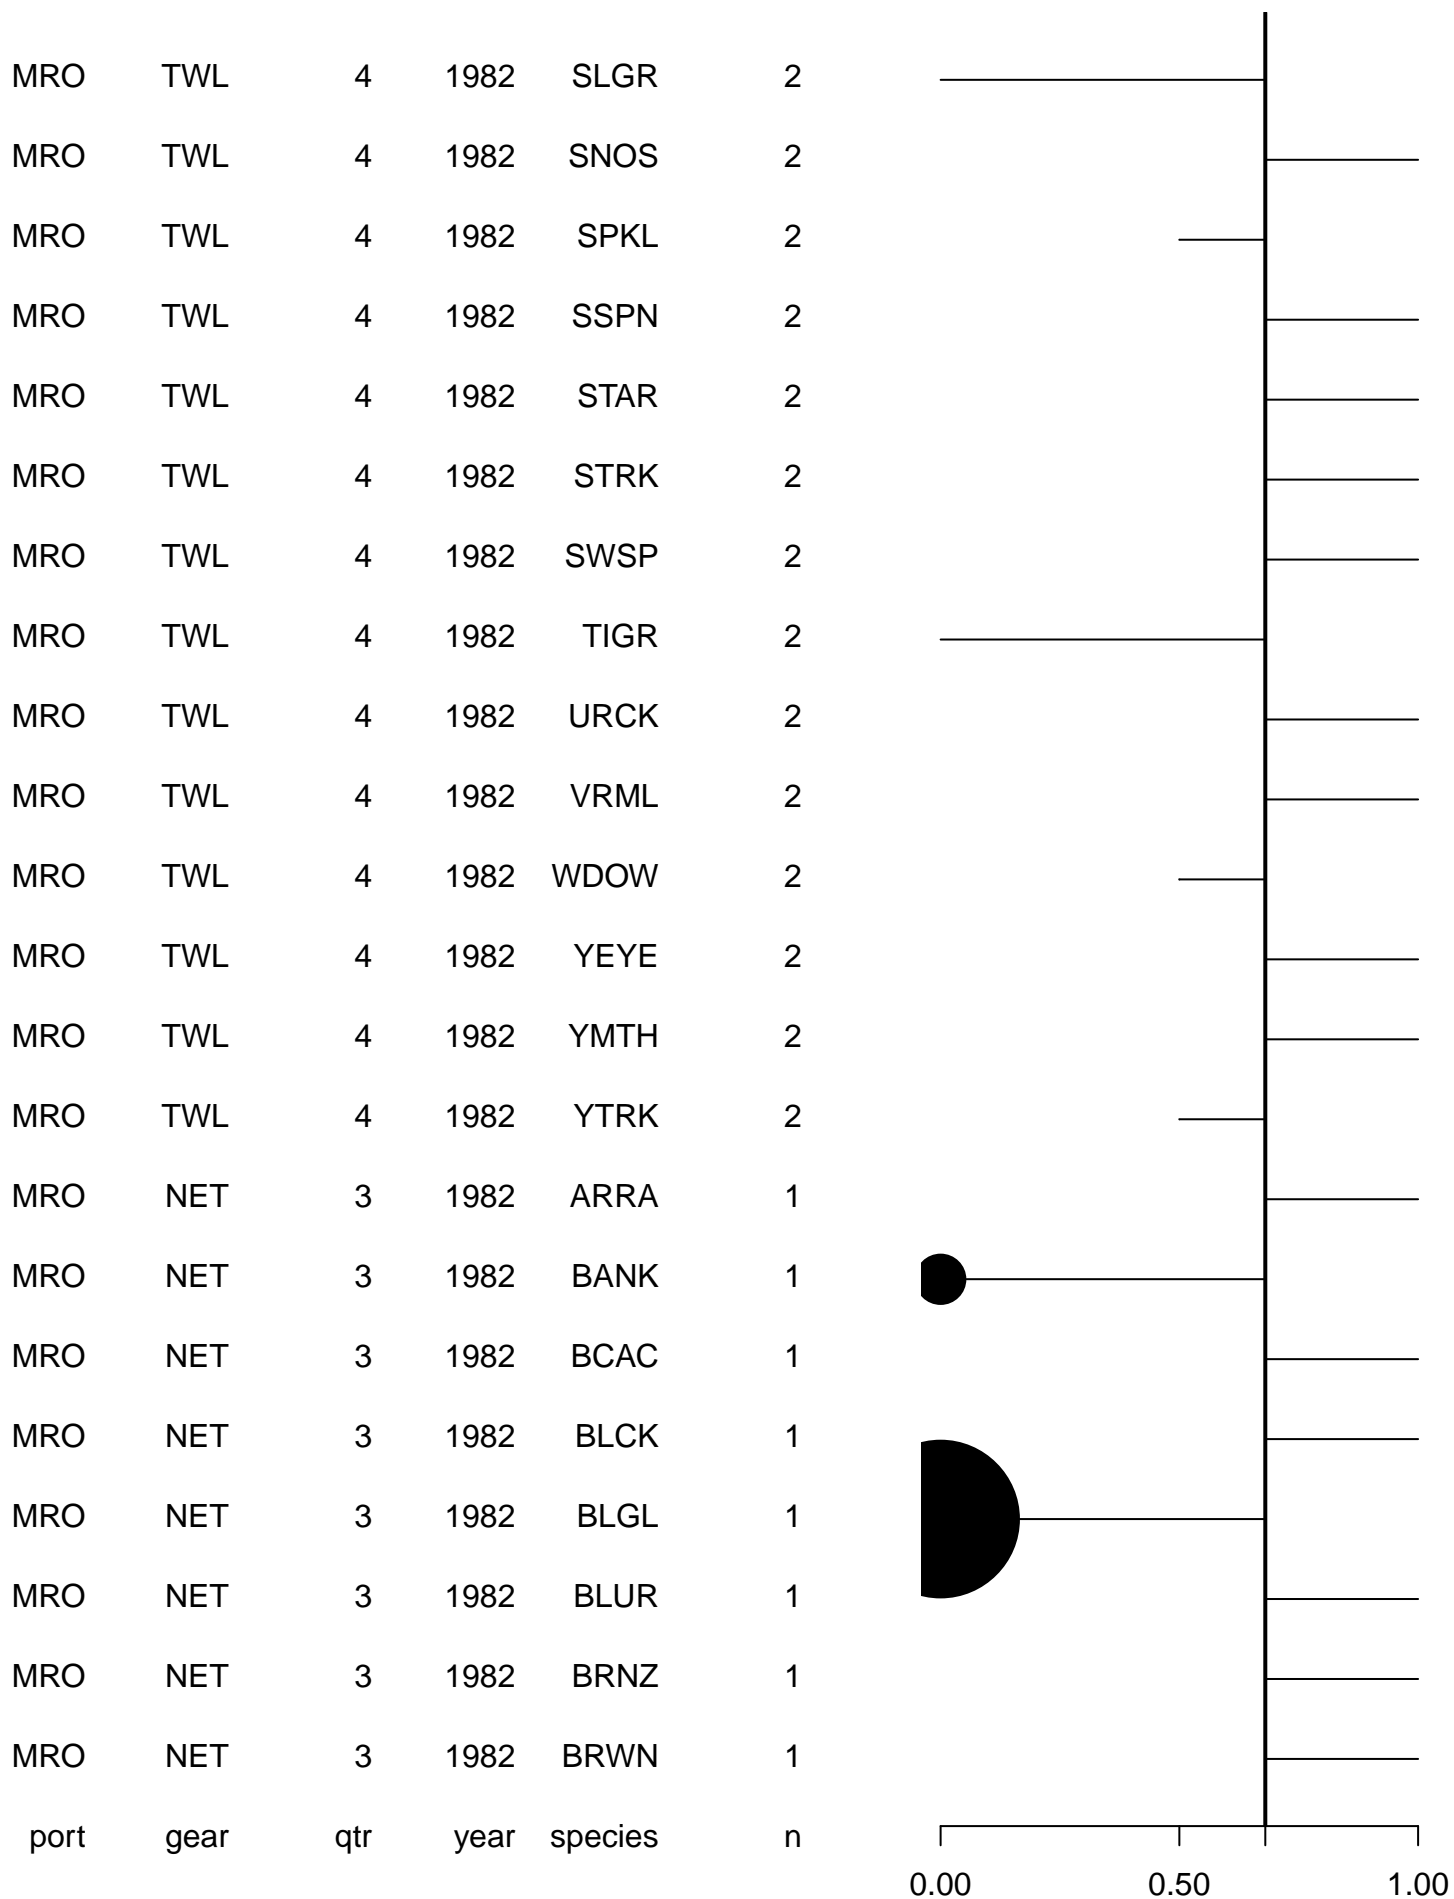 MRO TWL 4 1982 SLGR 2
MRO TWL 4 1982 SNOS 2
MRO TWL 4 1982 SPKL 2
MRO TWL 4 1982 SSPN 2
MRO TWL 4 1982 STAR 2
MRO TWL 4 1982 STRK 2
MRO TWL 4 1982 SWSP 2
MRO TWL 4 1982 TIGR 2
MRO TWL 4 1982 URCK 2
MRO TWL 4 1982 VRML 2
MRO TWL 4 1982 WDOW 2
MRO TWL 4 1982 YEYE 2
MRO TWL 4 1982 YMTH 2
MRO TWL 4 1982 YTRK 2
MRO NET 3 1982 ARRA 1
MRO NET 3 1982 BANK 1
MRO NET 3 1982 BCAC 1
MRO NET 3 1982 BLCK 1
MRO NET 3 1982 BLGL 1
MRO NET 3 1982 BLUR 1
MRO NET 3 1982 BRNZ 1
MRO NET 3 1982 BRWN 1
port gear qtr year species n
0.00 0.50 1.00